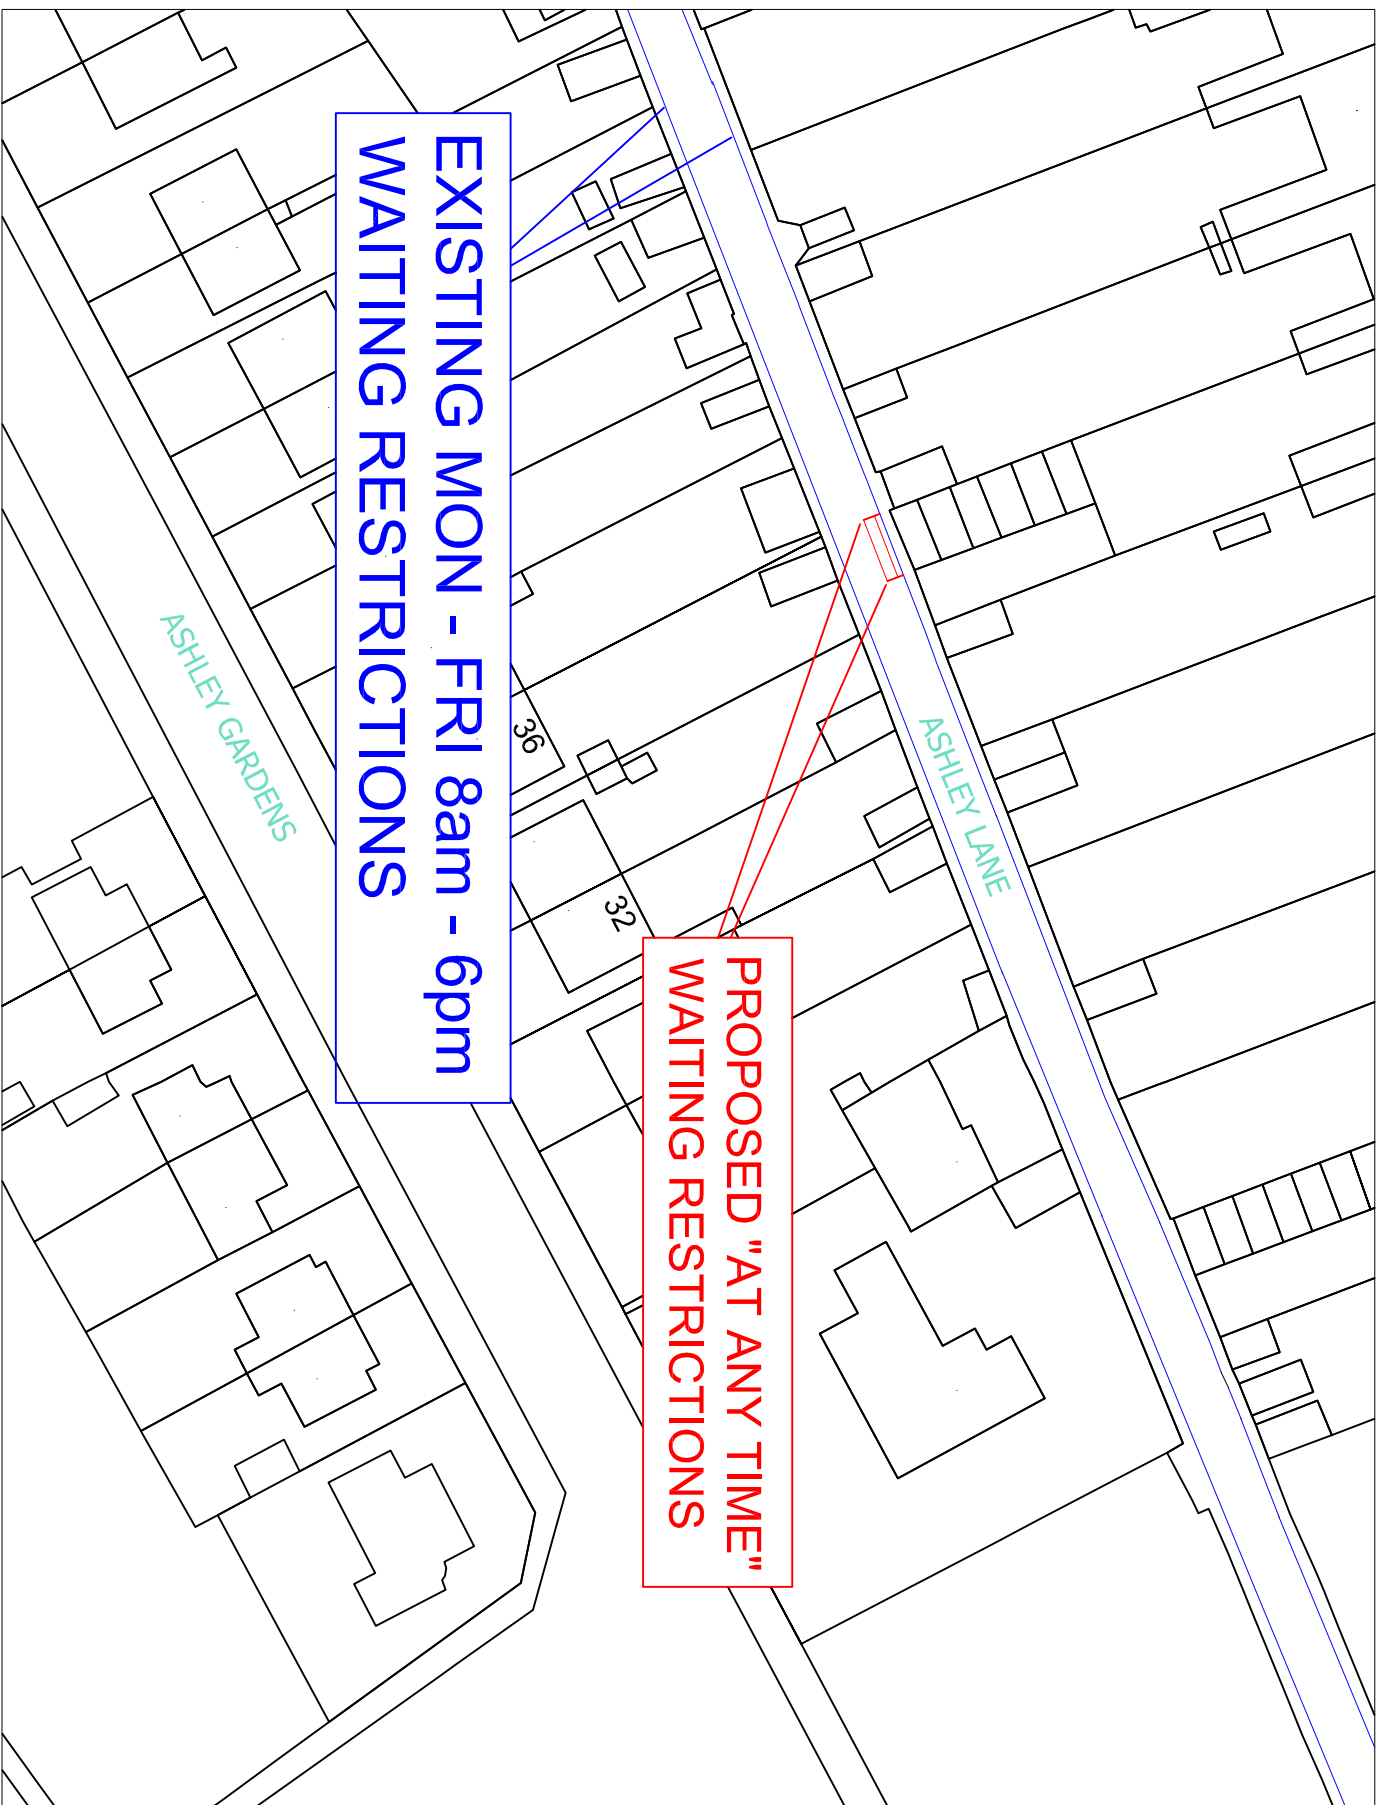 EXISTING MON - FRI 8am - 6pm
WAITING RESTRICTIONS
ASHLEY GARDENS
36
32
ASHLEY LANE
PROPOSED "AT ANY TIME"
WAITING RESTRICTIONS